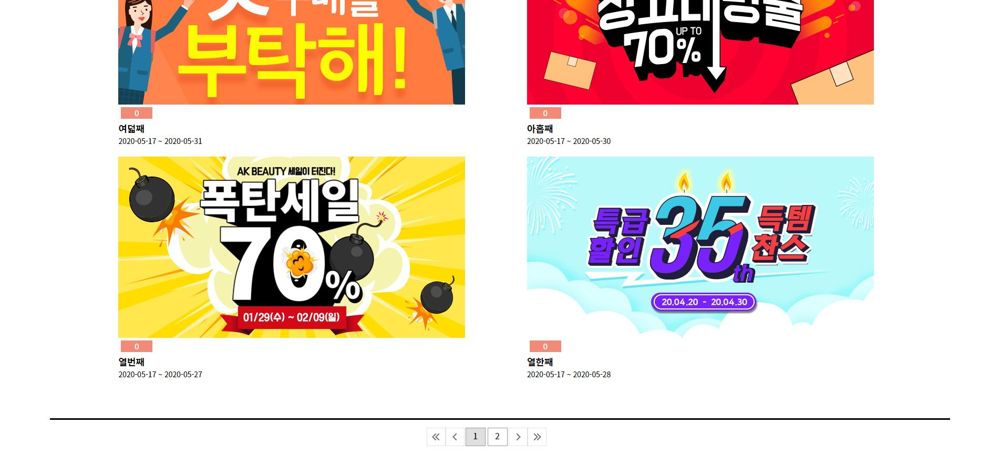 부탁해!
UP TO
70%
0
0
여덟째
아홉째
2020-05-17 ~ 2020-05-31
2020-05-17 ~ 2020-05-30
AK BEAUTY 세일이 터진다!
폭탄세일
70%
01/29(수) ~ 02/09(일)
특급
할인
35th
득템
찬스
20.04.20 - 20.04.30
0
0
열번째
열한째
2020-05-17 ~ 2020-05-27
2020-05-17 ~ 2020-05-28
1
2